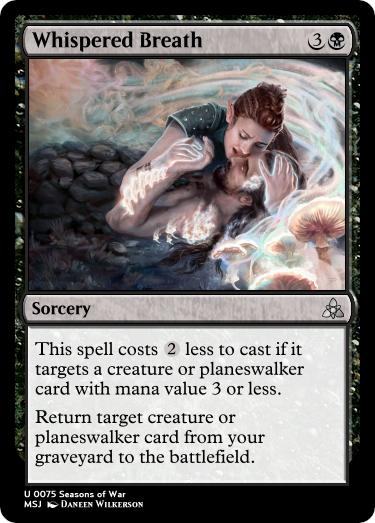 Whispered Breath 3
Sorcery
This spell costs 2 less to cast if it
targets a creature or planeswalker
card with mana value 3 or less.
Return target creature or
planeswalker card from your
graveyard to the battlefield.
U 0075 Seasons of War
MSJ Daneen Wilkerson